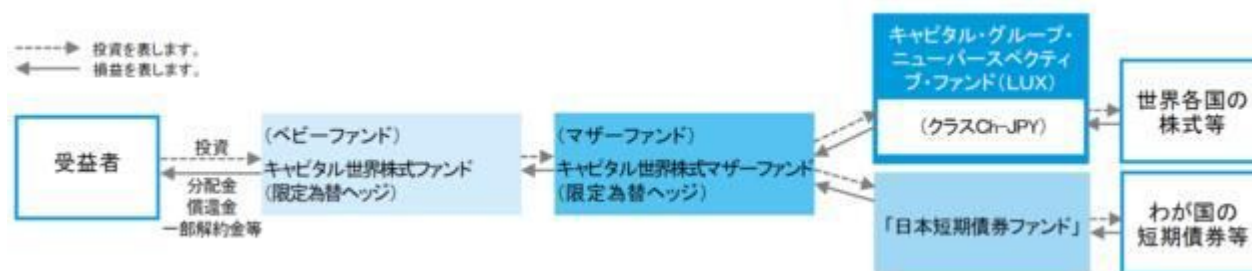 投資を表します。
損益を表します。
受益者
投資
分配金
償還金
一部解約金等
(ベビーファンド)
キャピタル世界株式ファンド
(限定為替ヘッジ)
(マザーファンド)
キャピタル世界株式マザーファンド
(限定為替ヘッジ)
キャピタル・グループ・
ニューパースペクティ
ブ・ファンド(LUX)
(クラスCh-JPY)
「日本短期債券ファンド」
世界各国の
株式等
わが国の
短期債券等